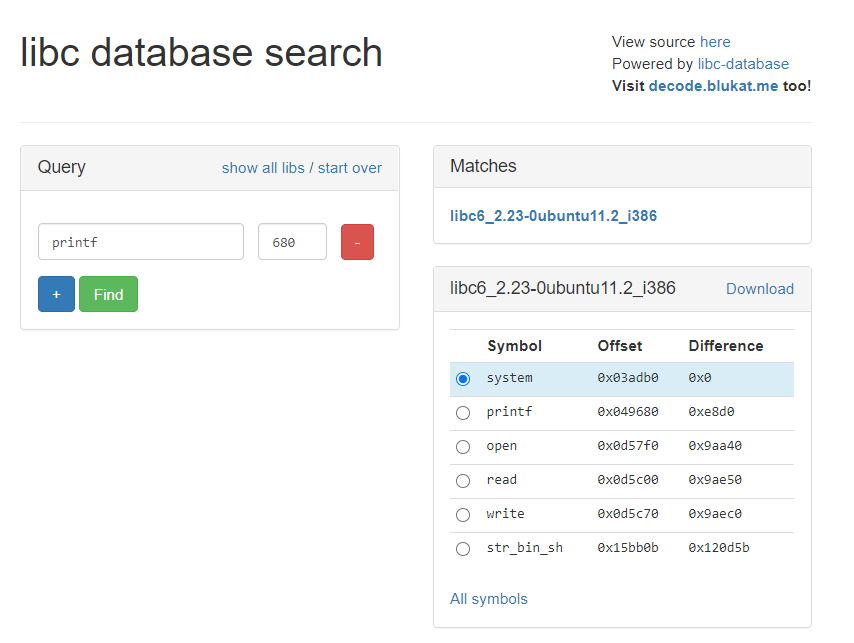 libc database search
View source here
Powered by libc-database
Visit decode.blukat.me too!
Query show all libs / start over
printf 680 -
+ Find
Matches
libc6_2.23-0ubuntu11.2_i386
libc6_2.23-0ubuntu11.2_i386 Download
Symbol Offset Difference
system 0x03adb0 0x0
printf 0x049680 0xe8d0
open 0x0d57f0 0x9aa40
read 0x0d5c00 0x9ae50
write 0x0d5c70 0x9aec0
str_bin_sh 0x15bb0b 0x120d5b
All symbols